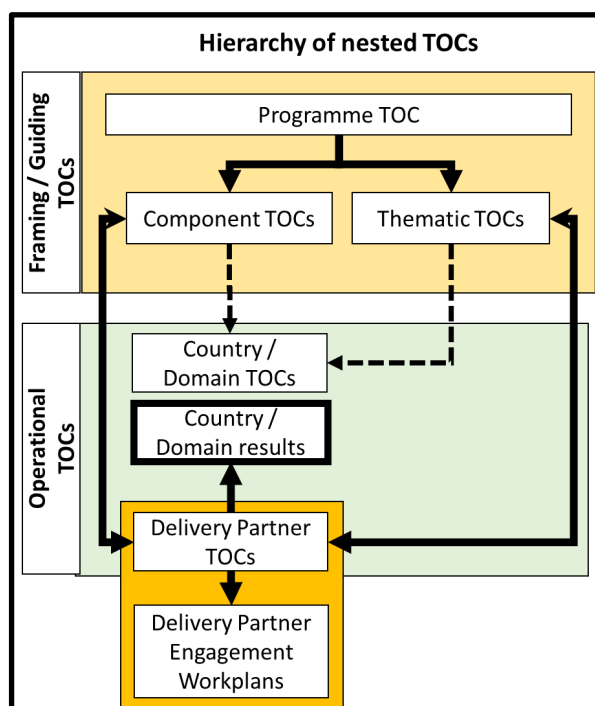 Hierarchy of nested TOCs
Framing / Guiding
TOCs
Programme TOC
Component TOCs
Thematic TOCs
Operational
TOCs
Country /
Domain TOCs
Country /
Domain results
Delivery Partner
TOCs
Delivery Partner
Engagement
Workplans